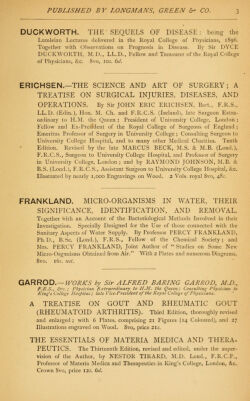 PUBLISHED BY LONGMANS, GREEN & CO. 3
DUCKWORTH. THE SEQUELS OF DISEASE: being the
Lumleian Lectures delivered in the Royal College of Physicians, 1896.
Together with Observations on Prognosis in Disease. By Sir DYCE
DUCKWORTH, M.D., LL.D., Fellow and Treasurer of the Royal College
of Physicians, &c. 8vo, 10s. 6d.
ERICHSEN.—THE SCIENCE AND ART OF SURGERY; A
TREATISE ON SURGICAL INJURIES, DISEASES, AND
OPERATIONS. By Sir JOHN ERIC ERICHSEN, Bart., F.R.S.,
LL.D. (Edin.), Hon. M. Ch. and F.R.C.S. (Ireland), late Surgeon Extra-
ordinary to H.M. the Queen; President of University College, London;
Fellow and Ex-President of the Royal College of Surgeons of England;
Emeritus Professor of Surgery in University College; Consulting Surgeon to
University College Hospital, and to many other Medical Charities. Tenth
Edition. Revised by the late MARCUS BECK, M.S. & M.B. (Lond.),
F.R.C.S., Surgeon to University College Hospital, and Professor of Surgery
in University College, London; and by RAYMOND JOHNSON, M.B. &
B.S. (Lond.), F.R.C.S., Assistant Surgeon to University College Hospital, &c.
Illustrated by nearly 1,000 Engravings on Wood. 2 Vols. royal 8vo, 48s.
FRANKLAND. MICRO-ORGANISMS IN WATER, THEIR
SIGNIFICANCE, IDENTIFICATION, AND REMOVAL.
Together with an Account of the Bacteriological Methods Involved in their
Investigation. Specially Designed for the Use of those connected with the
Sanitary Aspects of Water Supply. By Professor PERCY FRANKLAND,
Ph.D., B.Sc. (Lond.), F.R.S., Fellow of the Chemical Society; and
Mrs. PERCY FRANKLAND, Joint Author of "Studies on Some New
Micro-Organisms Obtained from Air." With 2 Plates and numerous Diagrams.
8vo. 16s. net.
GARROD.—WORKS by Sir ALFRED BARING GARROD, M.D.,
F.R.S., &c.; Physician Extraordinary to H.M. the Queen; Consulting Physician to
King's College Hospital; late Vice-President of the Royal College of Physicians.
A TREATISE ON GOUT AND RHEUMATIC GOUT
(RHEUMATOID ARTHRITIS). Third Edition, thoroughly revised
and enlarged; with 6 Plates, comprising 21 Figures (14 Coloured), and 27
Illustrations engraved on Wood. 8vo, price 21s.
THE ESSENTIALS OF MATERIA MEDICA AND THERA-
PEUTICS. The Thirteenth Edition, revised and edited, under the super-
vision of the Author, by NESTOR TIRARD, M.D. Lond., F.R.C.P.,
Professor of Materia Medica and Therapeutics in King's College, London, &c.
Crown 8vo, price 12s. 6d.